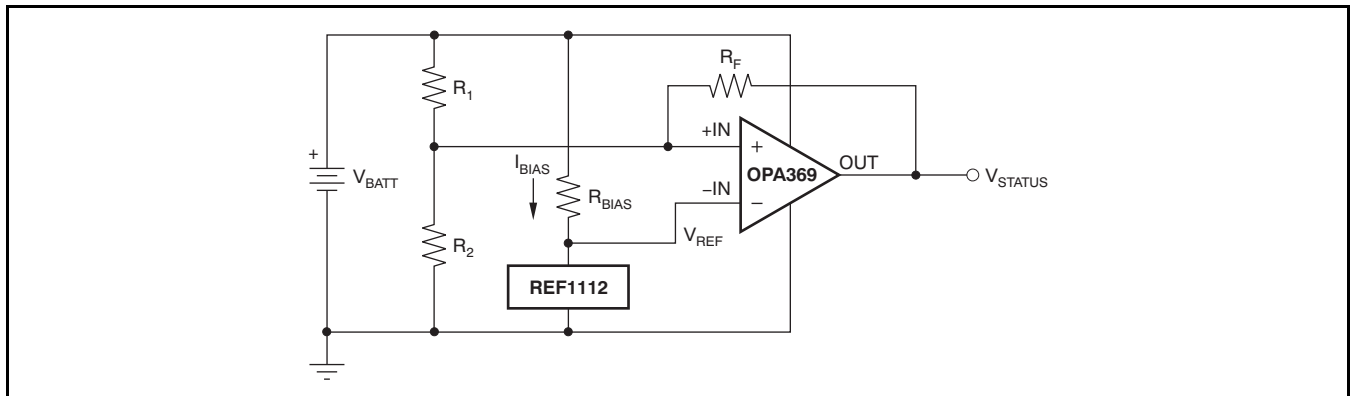 R_F
R_1
+IN
+
OUT
OPA369
V_STATUS
+
V_BATT
I_BIAS
R_BIAS
–IN
–
V_REF
R_2
REF1112